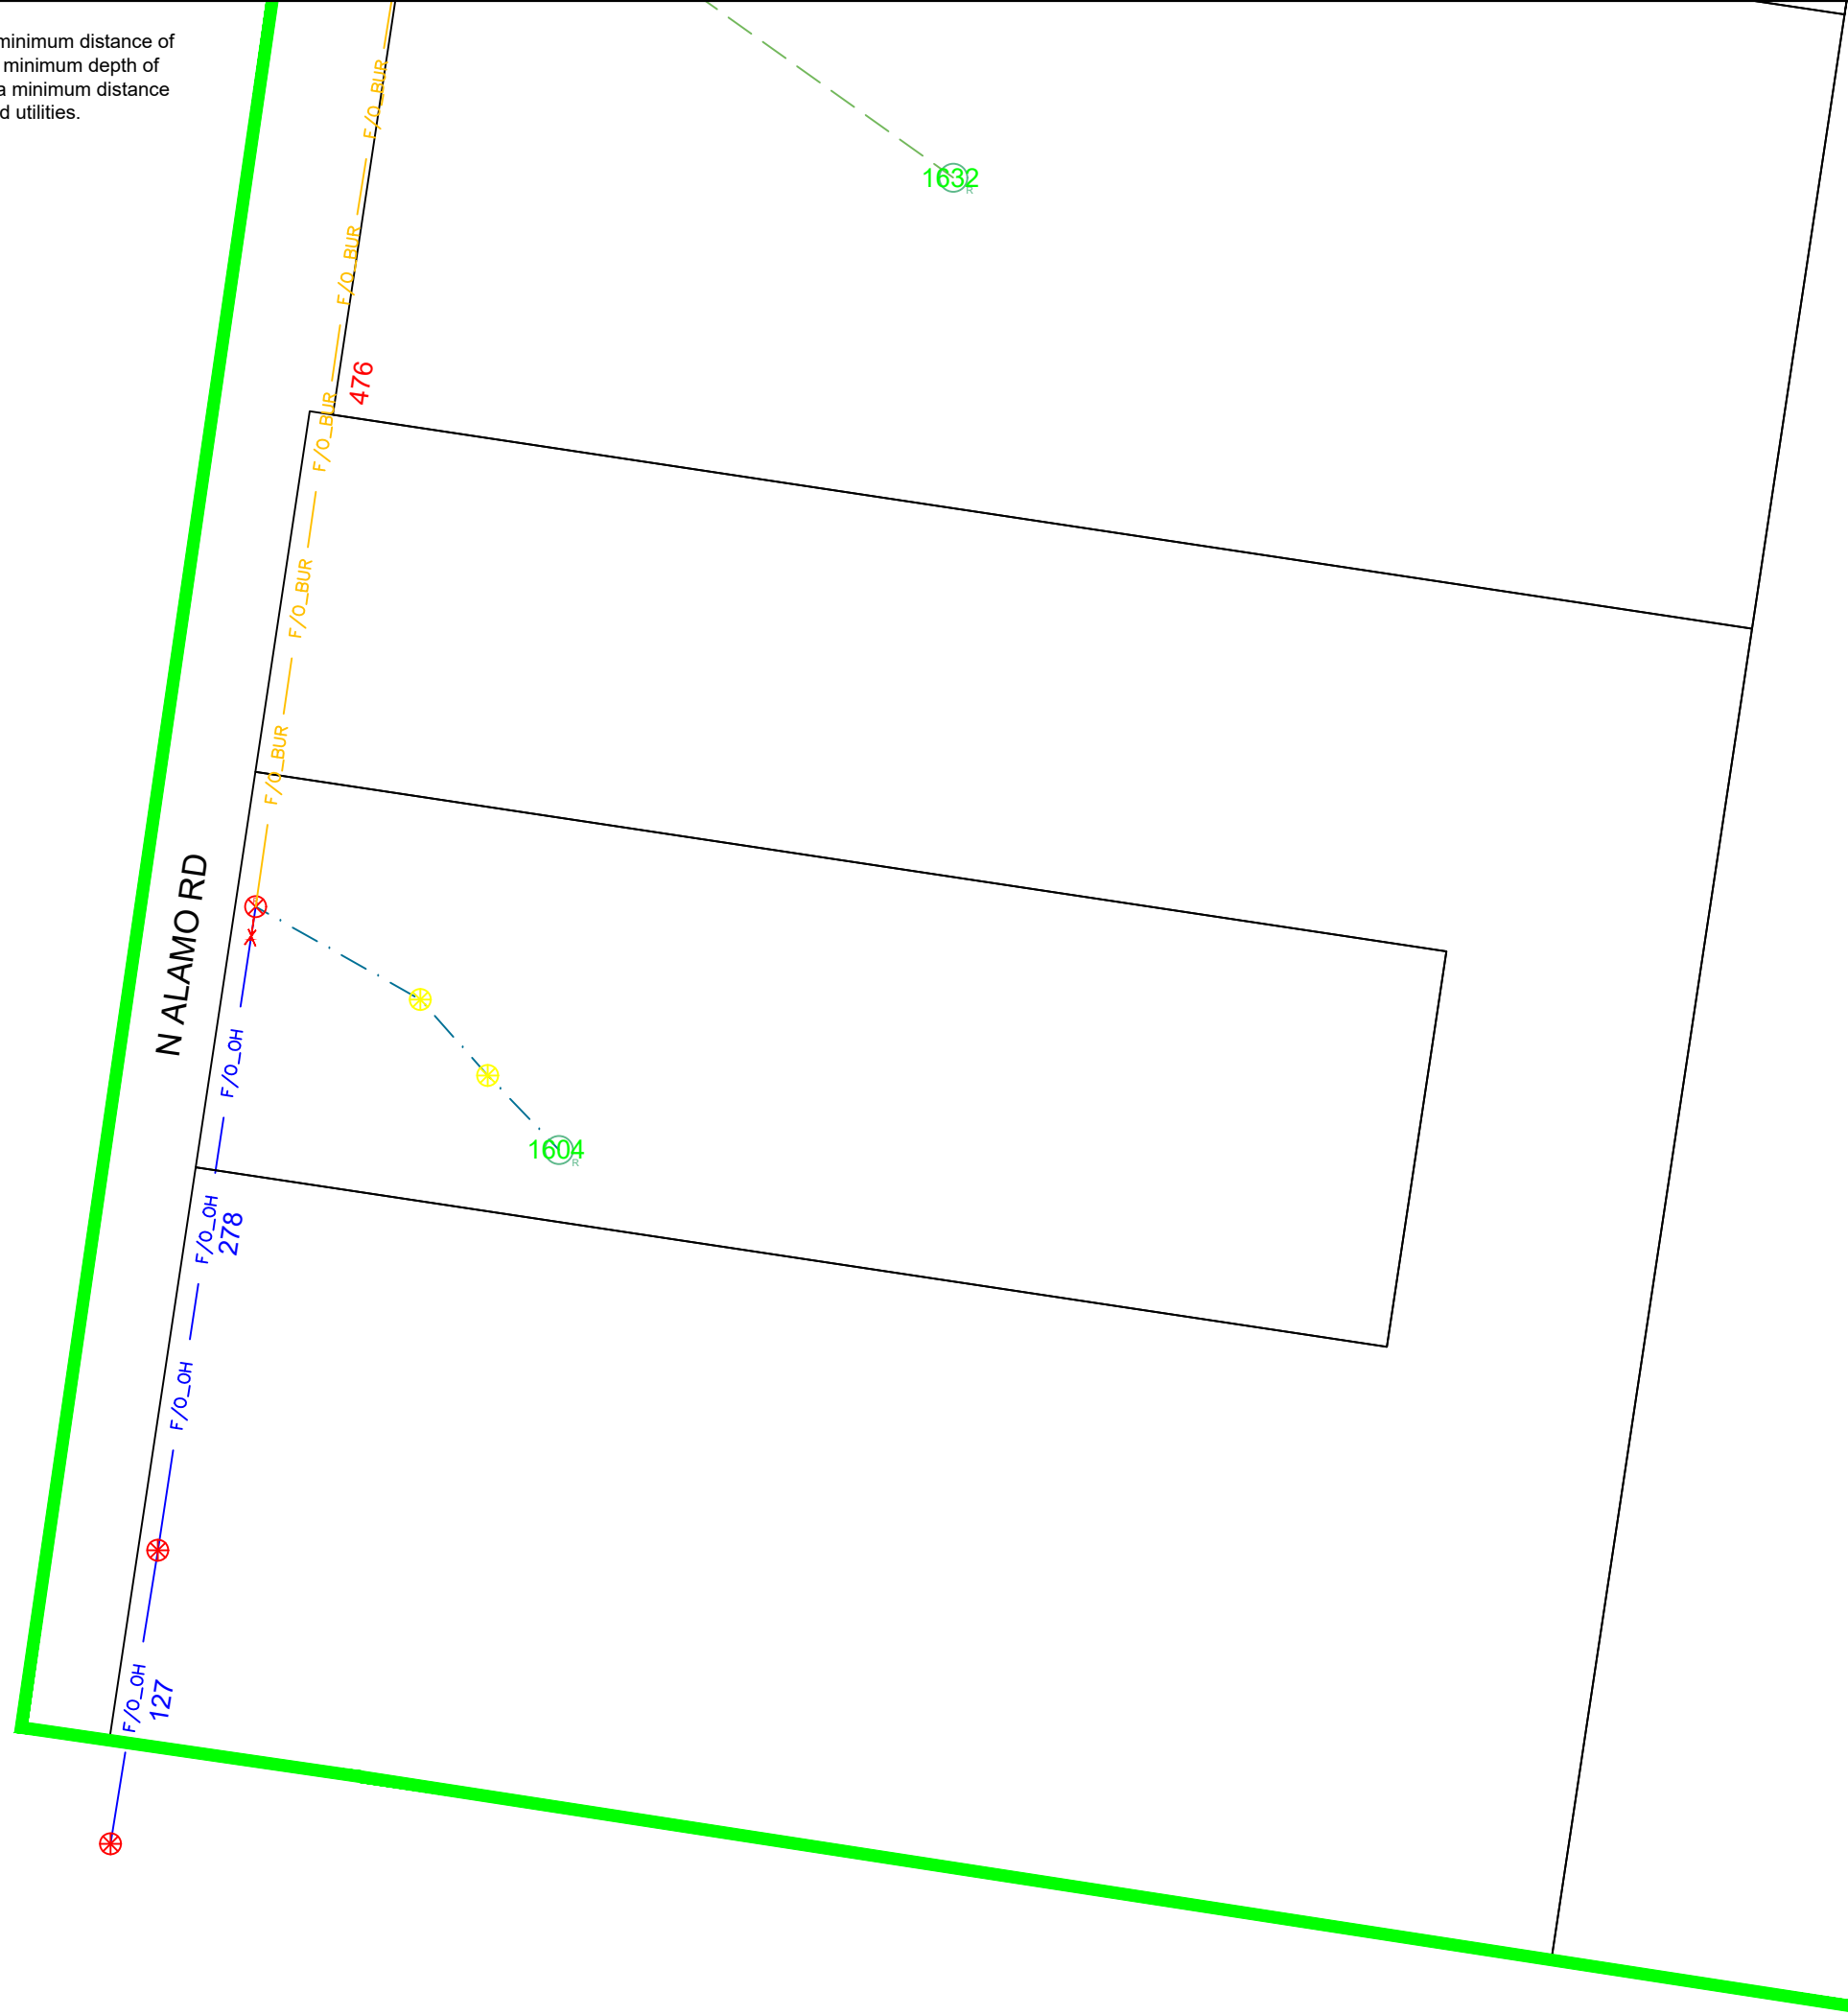 minimum distance of
minimum depth of
a minimum distance
d utilities.
F/O_BUR
1632
R
F/O_BUR
F/O_BUR
476
F/O_BUR
F/O_BUR
F/O_BUR
N ALAMO RD
F/O_OH
1604
R
F/O_OH
278
F/O_OH
F/O_OH
127